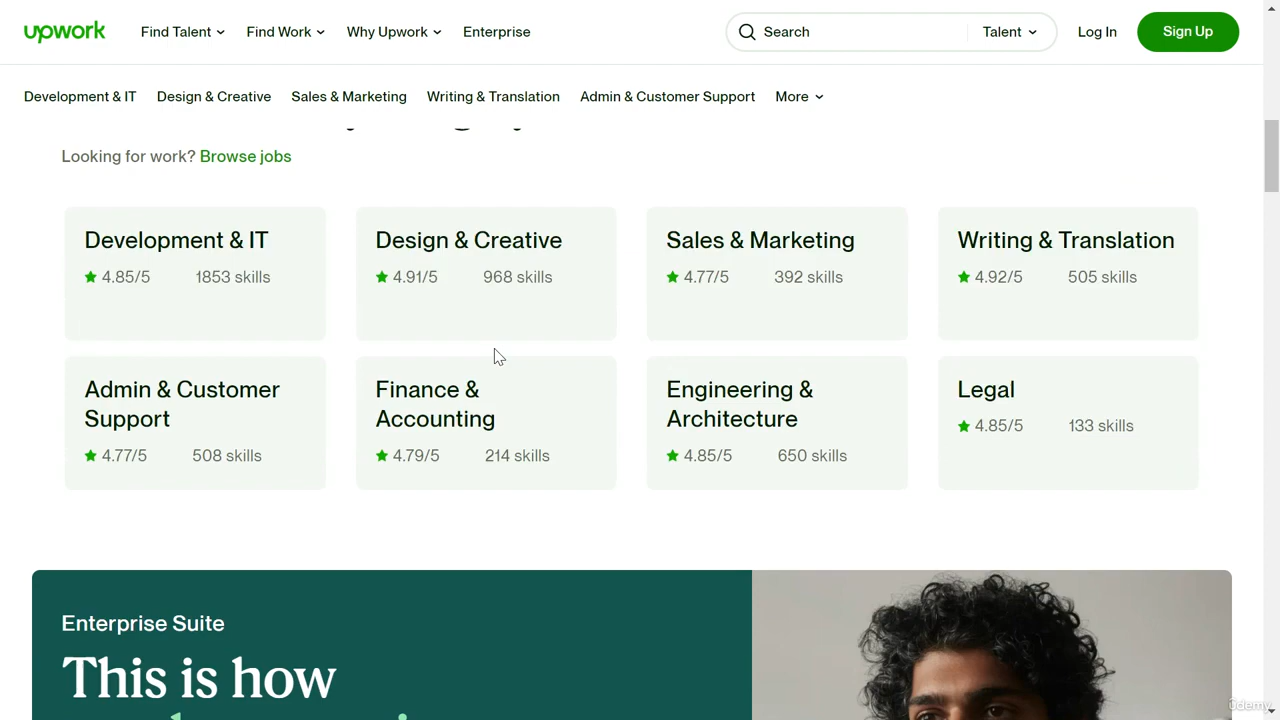 upwork Find Talent Find Work Why Upwork Enterprise Search Talent Log In Sign Up
Development & IT Design & Creative Sales & Marketing Writing & Translation Admin & Customer Support More
Looking for work? Browse jobs
Development & IT
4.85/5 1853 skills
Design & Creative
4.91/5 968 skills
Sales & Marketing
4.77/5 392 skills
Writing & Translation
4.92/5 505 skills
Admin & Customer
Support
4.77/5 508 skills
Finance &
Accounting
4.79/5 214 skills
Engineering &
Architecture
4.85/5 650 skills
Legal
4.85/5 133 skills
Enterprise Suite
This is how
Udemy